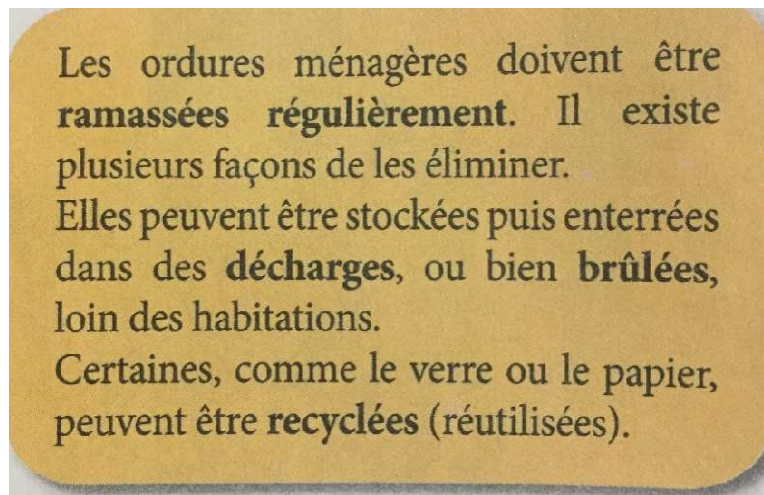 Les ordures ménagères doivent être
ramassées régulièrement. Il existe
plusieurs façons de les éliminer.
Elles peuvent être stockées puis enterrées
dans des décharges, ou bien brûlées,
loin des habitations.
Certaines, comme le verre ou le papier,
peuvent être recyclées (réutilisées).